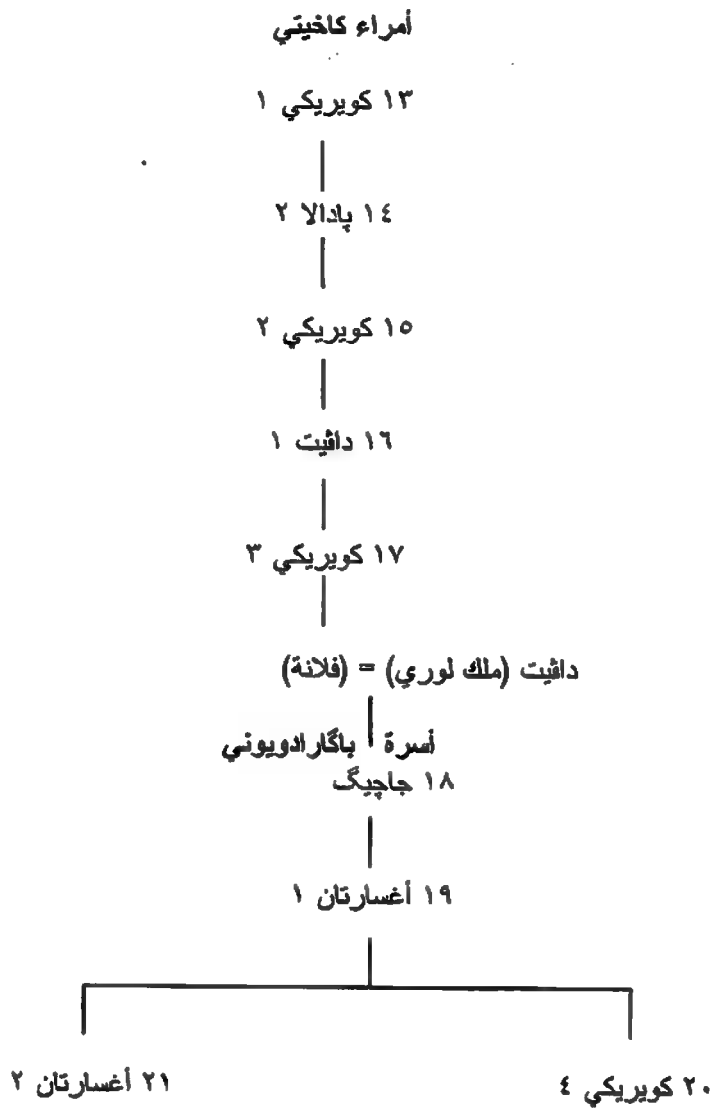 أمراء كاخيتي
١٣ كويريكي ١
١٤ پادالا ٢
١٥ كويريكي ٢
١٦ داڤيت ١
١٧ كويريكي ٣
داڤيت (ملك لوري) = (فلانة)
أسرة باگارادويوني
١٨ جاچيگ
١٩ أغسارتان ١
٢٠ كويريكي ٤
٢١ أغسارتان ٢